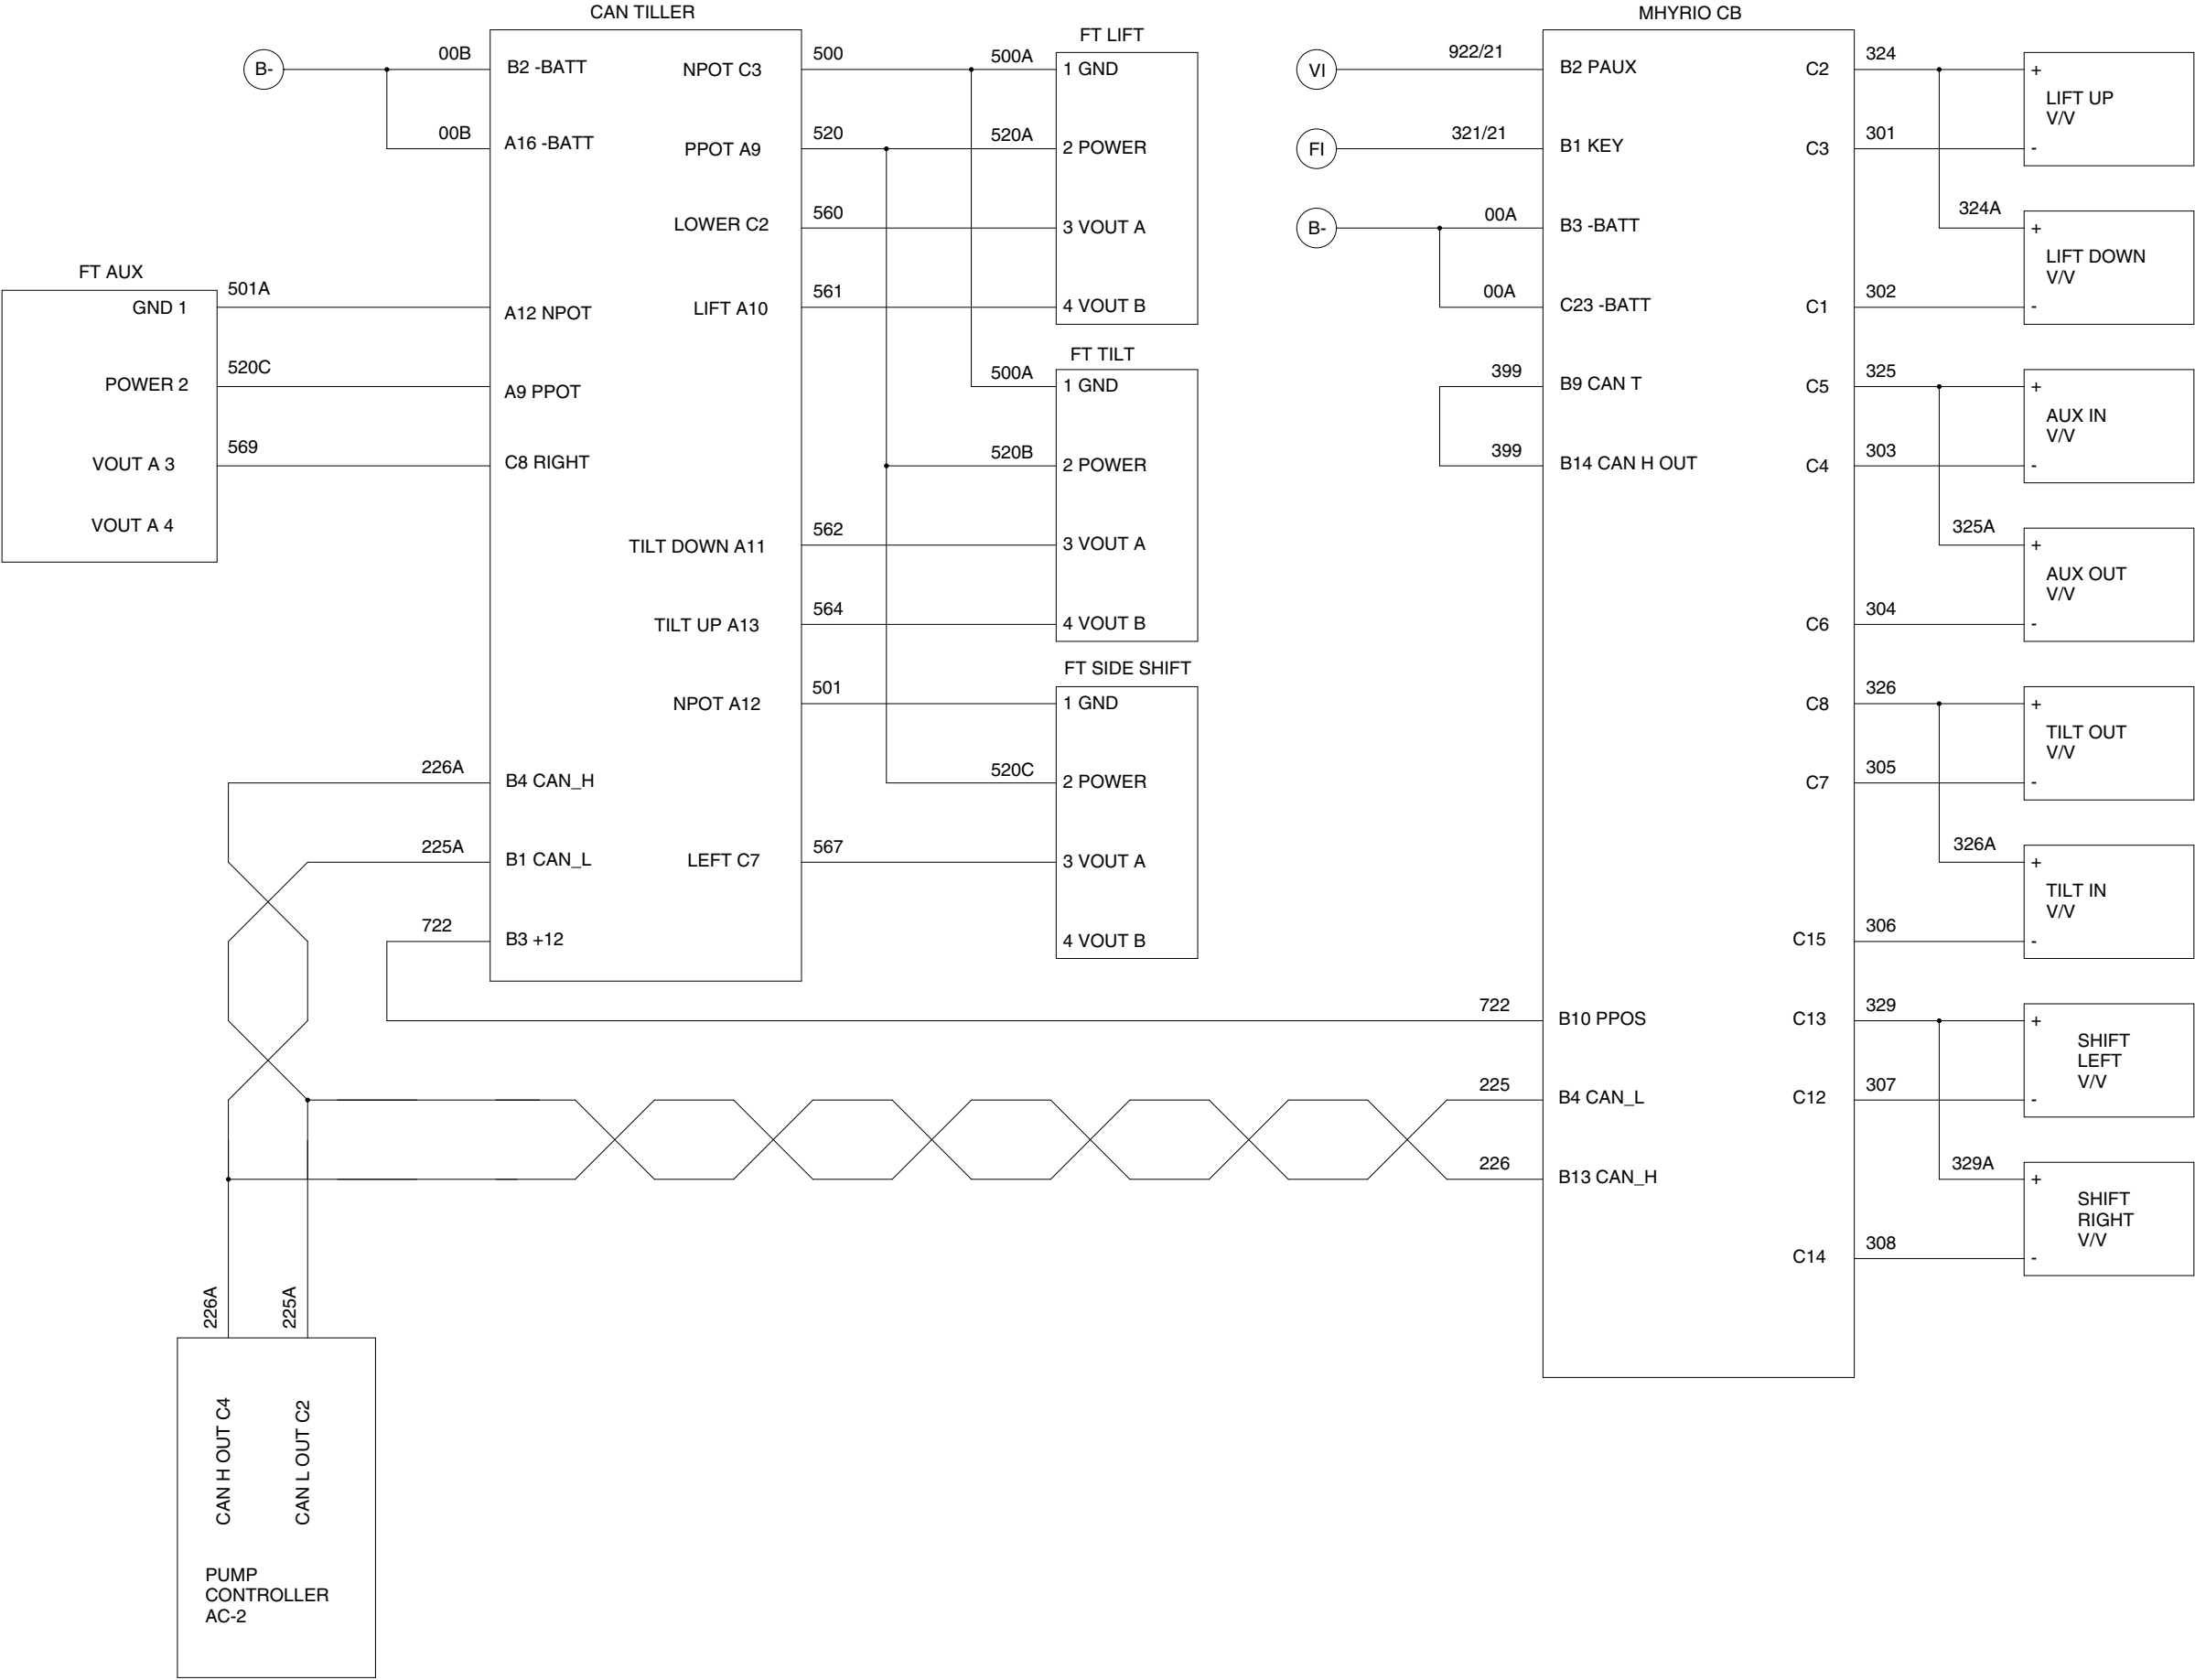 CAN TILLER
B-
00B
B2 -BATT
00B
A16 -BATT
FT AUX
GND 1
501A
A12 NPOT
POWER 2
520C
A9 PPOT
VOUT A 3
569
C8 RIGHT
VOUT A 4
226A
B4 CAN_H
225A
B1 CAN_L
722
B3 +12
NPOT C3
500
PPOT A9
520
LOWER C2
560
LIFT A10
561
TILT DOWN A11
562
TILT UP A13
564
NPOT A12
501
LEFT C7
567
FT LIFT
500A
1 GND
520A
2 POWER
3 VOUT A
4 VOUT B
FT TILT
500A
1 GND
520B
2 POWER
3 VOUT A
4 VOUT B
FT SIDE SHIFT
1 GND
520C
2 POWER
3 VOUT A
4 VOUT B
226A
225A
CAN H OUT C4
CAN L OUT C2
PUMP
CONTROLLER
AC-2
MHYRIO CB
VI
922/21
B2 PAUX
FI
321/21
B1 KEY
B-
00A
B3 -BATT
00A
C23 -BATT
399
B9 CAN T
399
B14 CAN H OUT
722
B10 PPOS
225
B4 CAN_L
226
B13 CAN_H
C2
324
C3
301
C1
302
C5
325
C4
303
C6
304
C8
326
C7
305
C15
306
C13
329
C12
307
C14
308
+
LIFT UP
V/V
-
324A
+
LIFT DOWN
V/V
-
+
AUX IN
V/V
-
325A
+
AUX OUT
V/V
-
+
TILT OUT
V/V
-
326A
+
TILT IN
V/V
-
+
SHIFT
LEFT
V/V
-
329A
+
SHIFT
RIGHT
V/V
-